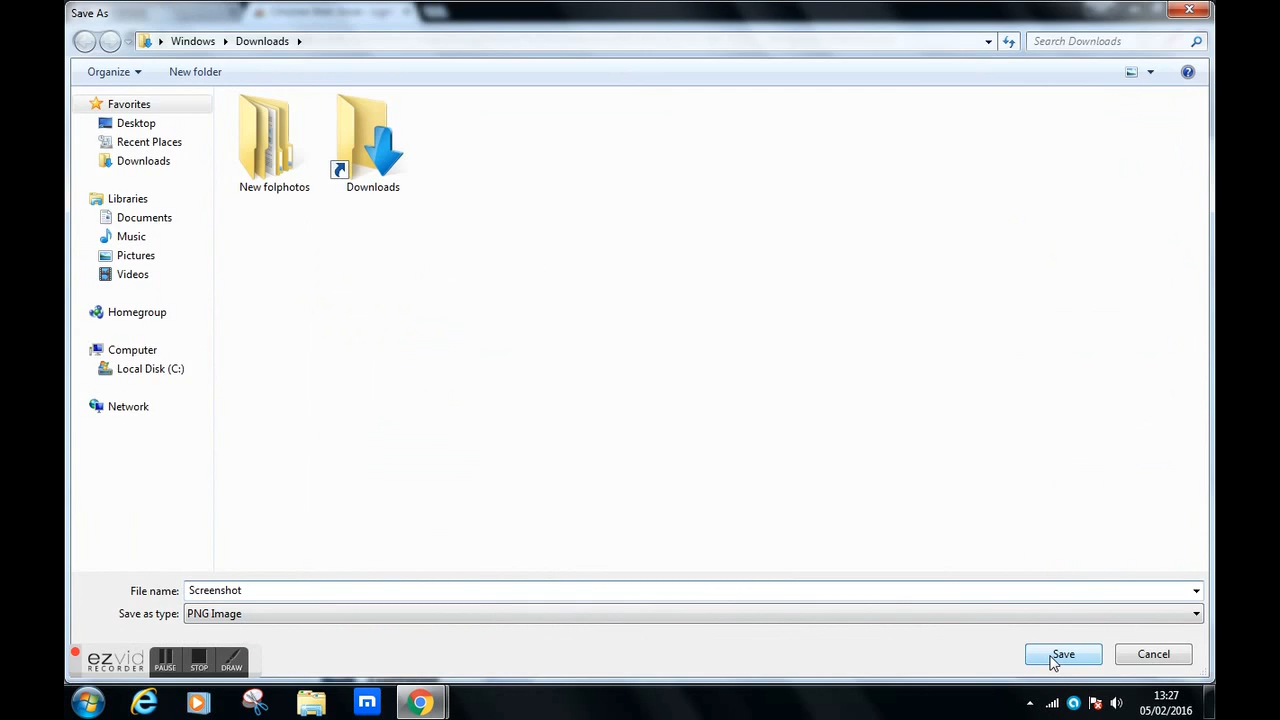 Save As
Windows
Downloads
Search Downloads
Organize
New folder
Favorites
Desktop
Recent Places
Downloads
Libraries
Documents
Music
Pictures
Videos
Homegroup
Computer
Local Disk (C:)
Network
New folphotos
Downloads
File name:
Screenshot
Save as type:
PNG Image
Save
Cancel
ezvid
RECORDER
PAUSE
STOP
DRAW
13:27
05/02/2016